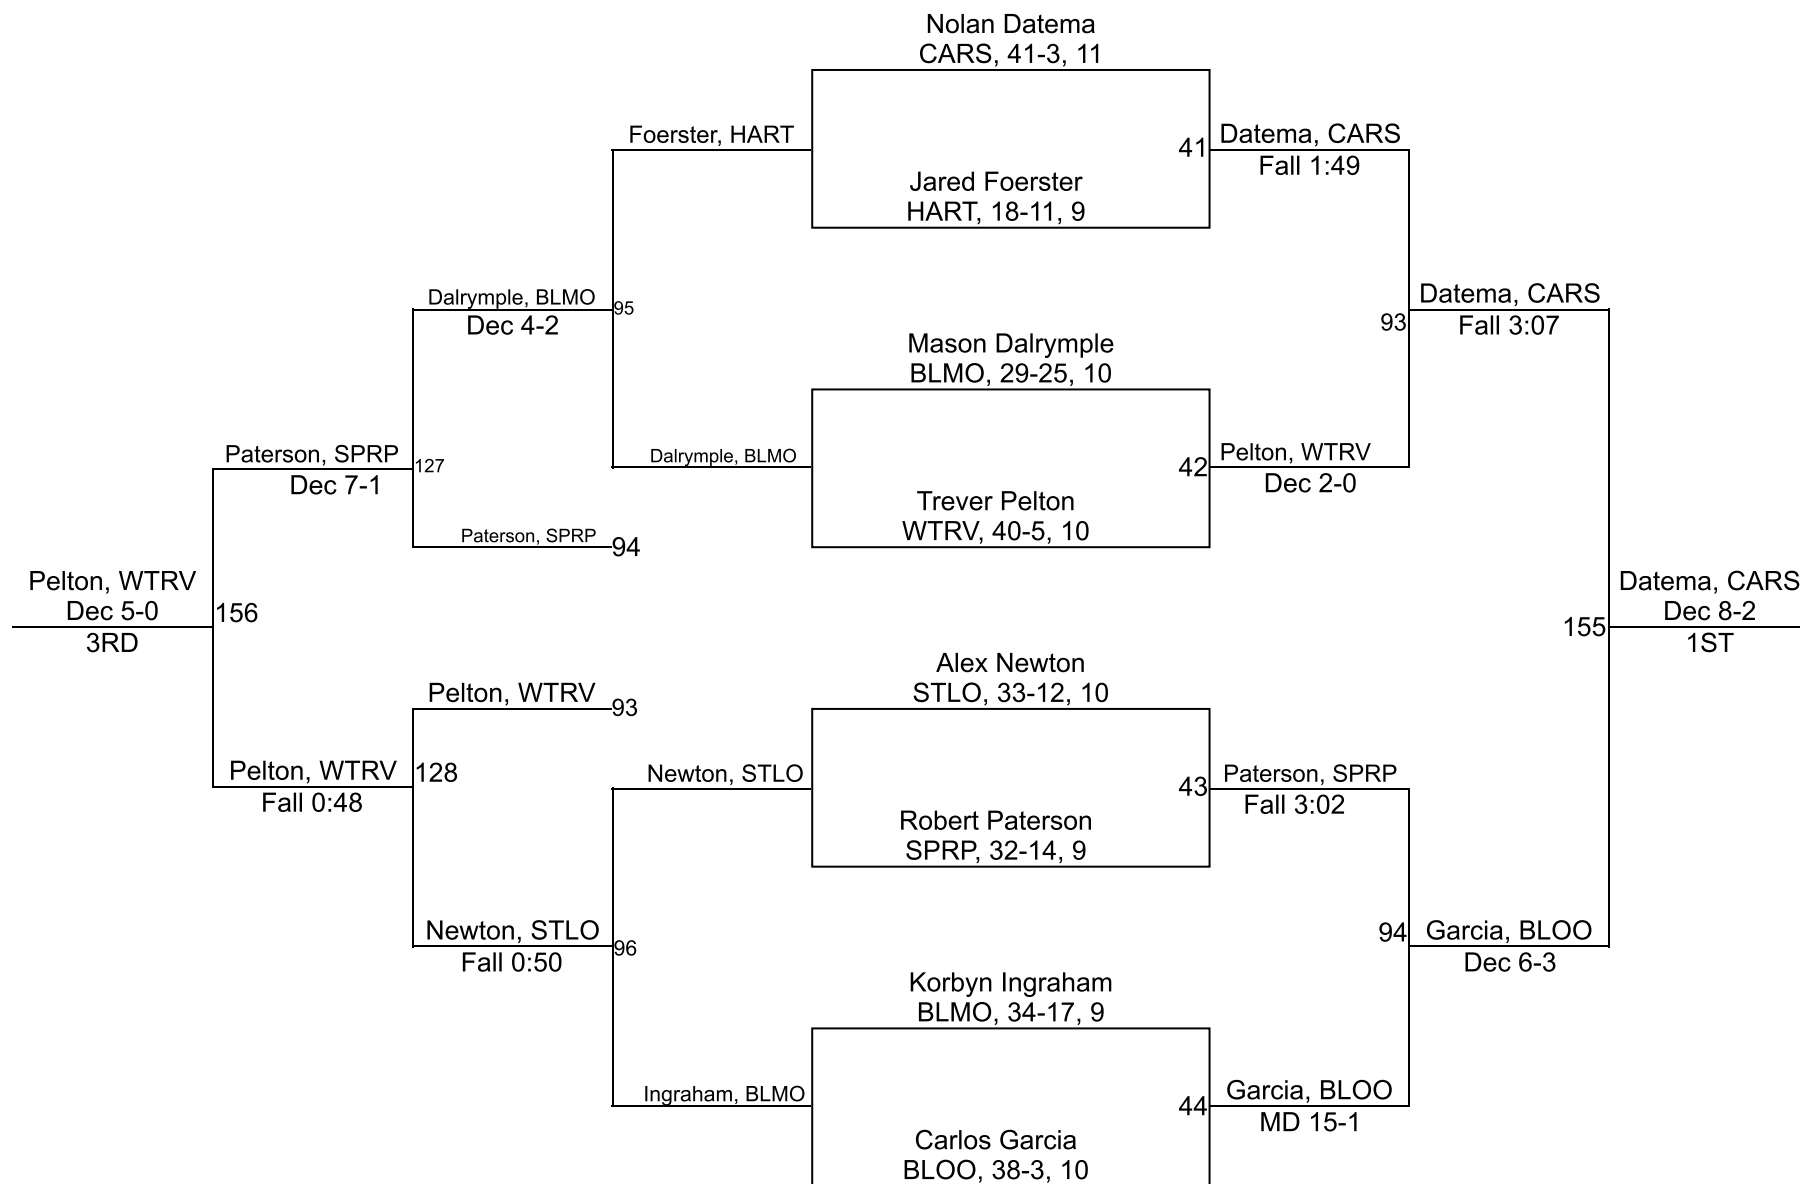 Nolan Datema
CARS, 41-3, 11
Foerster, HART
41
Datema, CARS
Fall 1:49
Jared Foerster
HART, 18-11, 9
Dalrymple, BLMO
95
Dec 4-2
Datema, CARS
93
Fall 3:07
Mason Dalrymple
BLMO, 29-25, 10
Paterson, SPRP
127
Dec 7-1
Dalrymple, BLMO
42
Pelton, WTRV
Dec 2-0
Trever Pelton
WTRV, 40-5, 10
Paterson, SPRP
94
Pelton, WTRV
Dec 5-0
156
3RD
Datema, CARS
Dec 8-2
155
1ST
Alex Newton
STLO, 33-12, 10
Pelton, WTRV
93
Pelton, WTRV
128
Fall 0:48
Newton, STLO
43
Paterson, SPRP
Fall 3:02
Robert Paterson
SPRP, 32-14, 9
Newton, STLO
96
Fall 0:50
94
Garcia, BLOO
Dec 6-3
Korbyn Ingraham
BLMO, 34-17, 9
Ingraham, BLMO
44
Garcia, BLOO
MD 15-1
Carlos Garcia
BLOO, 38-3, 10